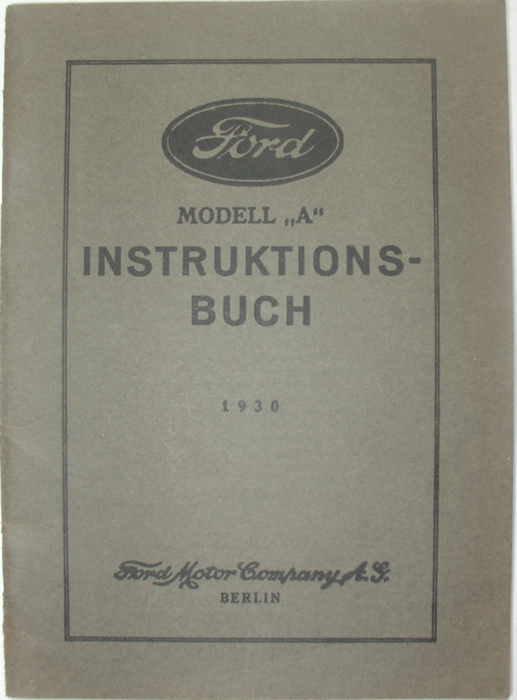 Ford
MODELL „A“
INSTRUKTIONS-
BUCH
1930
Ford Motor Company, A. G.
BERLIN